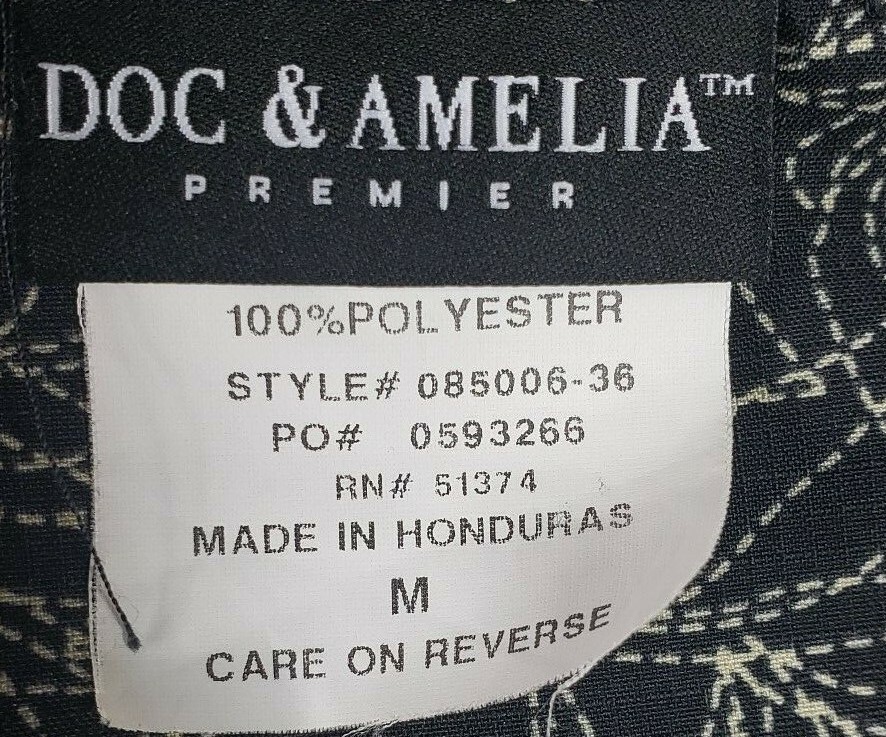 DOC & AMELIA™
PREMIER
100%POLYESTER
STYLE# 085006-36
PO# 0593266
RN# 51374
MADE IN HONDURAS
M
CARE ON REVERSE